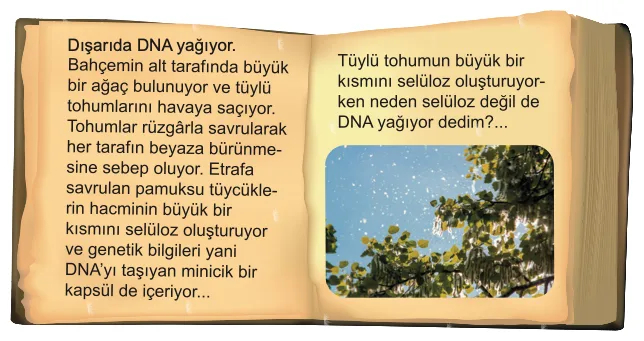 Dışarıda DNA yağıyor.
Bahçemin alt tarafında büyük
bir ağaç bulunuyor ve tüylü
tohumlarını havaya saçıyor.
Tohumlar rüzgârla savrularak
her tarafın beyaza bürünme-
sine sebep oluyor. Etrafa
savrulan pamuksu tüycükle-
rin hacminin büyük bir
kısmını selüloz oluşturuyor
ve genetik bilgileri yani
DNA'yı taşıyan minicik bir
kapsül de içeriyor...
Tüylü tohumun büyük bir
kısmını selüloz oluşturuyor-
ken neden selüloz değil de
DNA yağıyor dedim?...